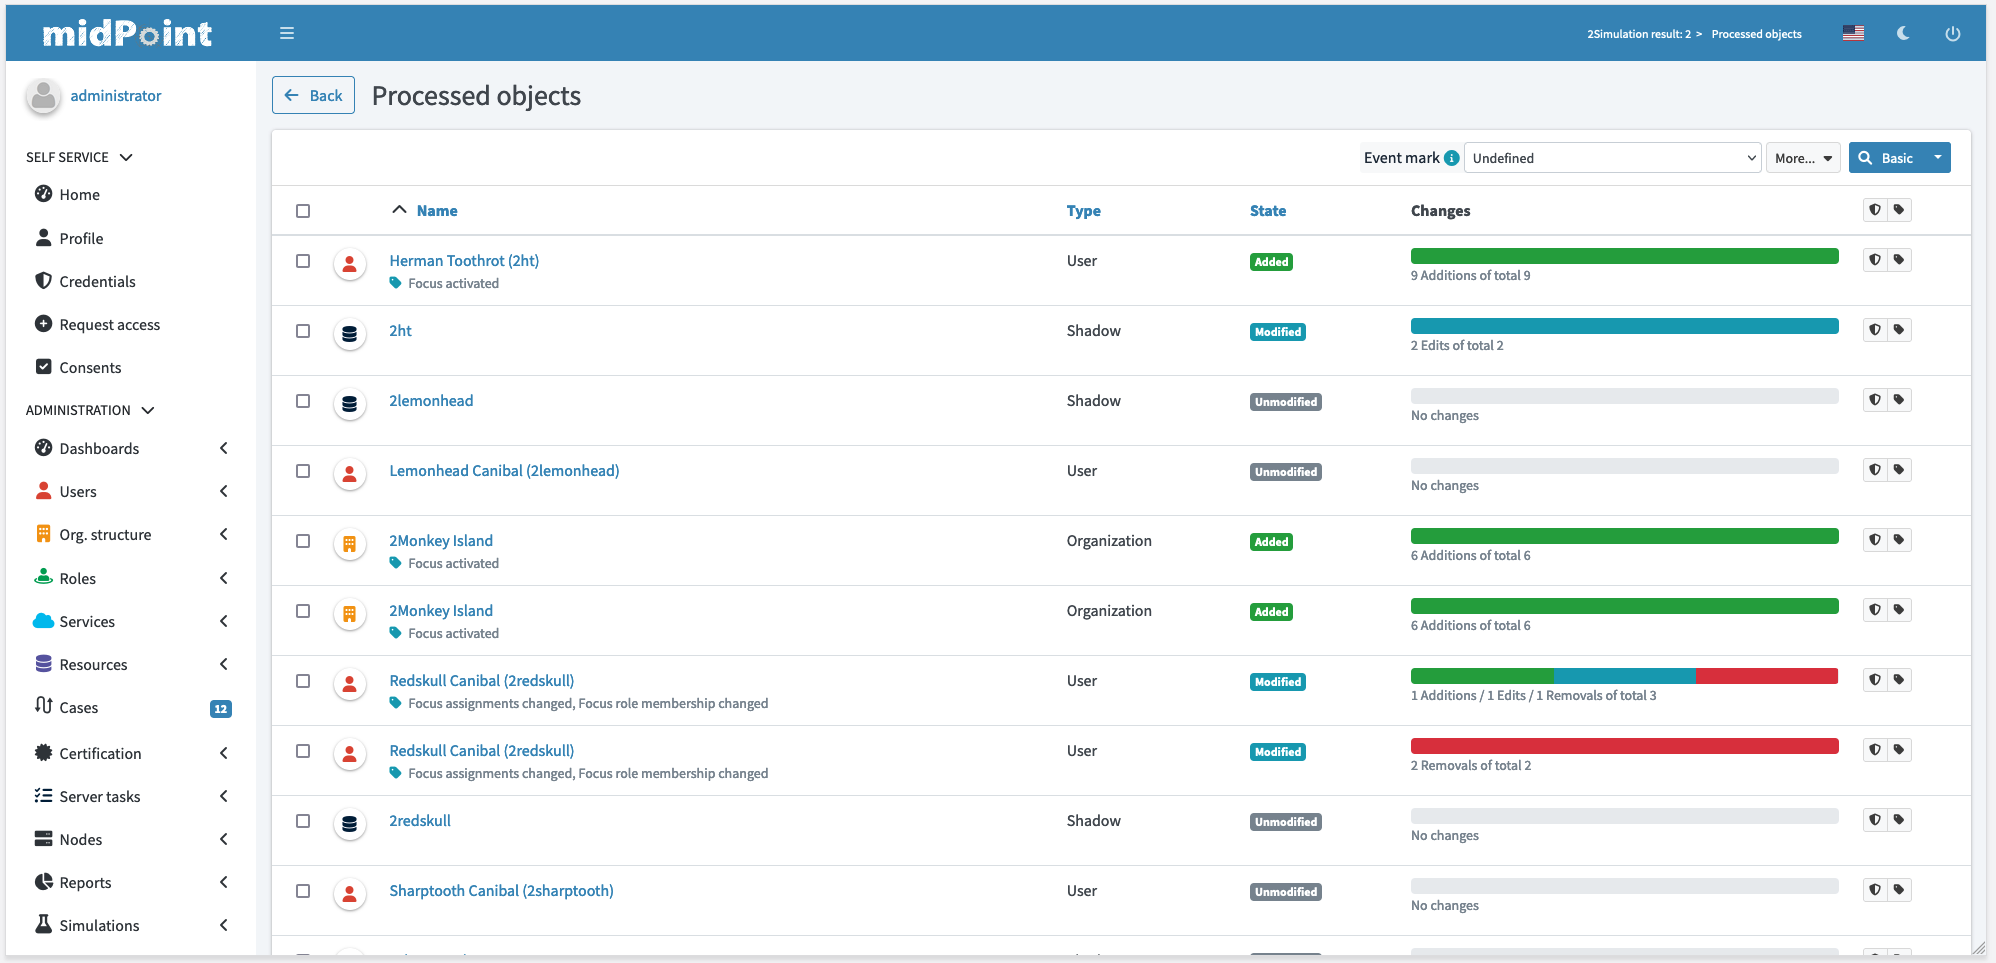 midPoint
2Simulation result: 2 > Processed objects
administrator
SELF SERVICE
Home
Profile
Credentials
Request access
Consents
ADMINISTRATION
Dashboards
Users
Org. structure
Roles
Services
Resources
Cases 12
Certification
Server tasks
Nodes
Reports
Simulations
Back Processed objects
Event mark Undefined More... Basic
Name Type State Changes
Herman Toothrot (2ht) User Added
Focus activated 9 Additions of total 9
2ht Shadow Modified
2 Edits of total 2
2lemonhead Shadow Unmodified
No changes
Lemonhead Canibal (2lemonhead) User Unmodified
No changes
2Monkey Island Organization Added
Focus activated 6 Additions of total 6
2Monkey Island Organization Added
Focus activated 6 Additions of total 6
Redskull Canibal (2redskull) User Modified
Focus assignments changed, Focus role membership changed 1 Additions / 1 Edits / 1 Removals of total 3
Redskull Canibal (2redskull) User Modified
Focus assignments changed, Focus role membership changed 2 Removals of total 2
2redskull Shadow Unmodified
No changes
Sharptooth Canibal (2sharptooth) User Unmodified
No changes